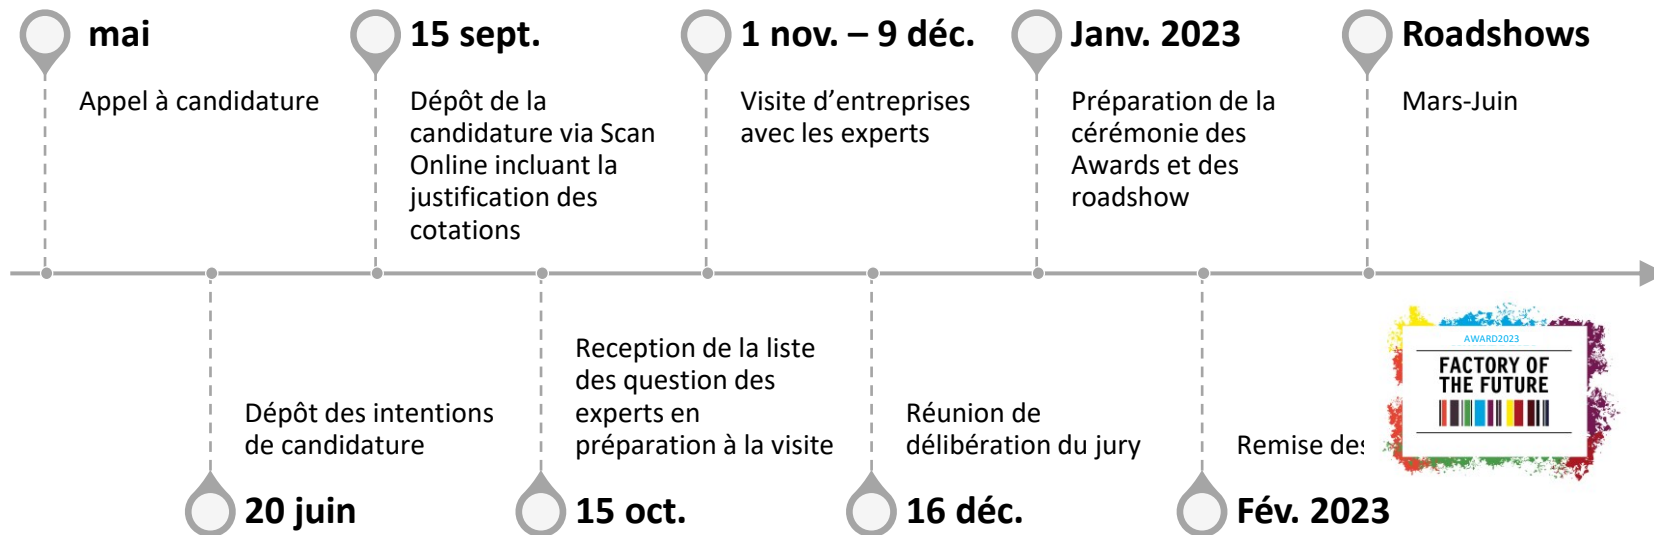 mai
Appel à candidature
15 sept.
Dépôt de la
candidature via Scan
Online incluant la
justification des
cotations
1 nov. – 9 déc.
Visite d'entreprises
avec les experts
Janv. 2023
Préparation de la
cérémonie des
Awards et des
roadshow
Roadshows
Mars-Juin
Dépôt des intentions
de candidature
20 juin
Reception de la liste
des question des
experts en
préparation à la visite
15 oct.
Réunion de
délibération du jury
16 déc.
Remise des
Fév. 2023
AWARD2023
FACTORY OF
THE FUTURE